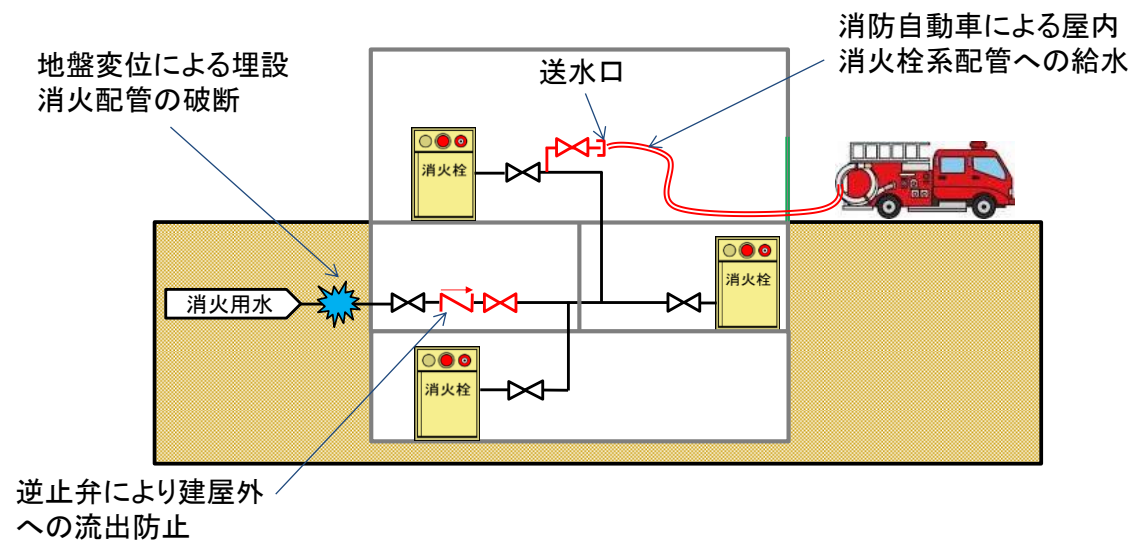 消防自動車による屋内
消火栓系配管への給水
地盤変位による埋設
消火配管の破断
送水口
消火栓
消火栓
消火用水
消火栓
逆止弁により建屋外
への流出防止